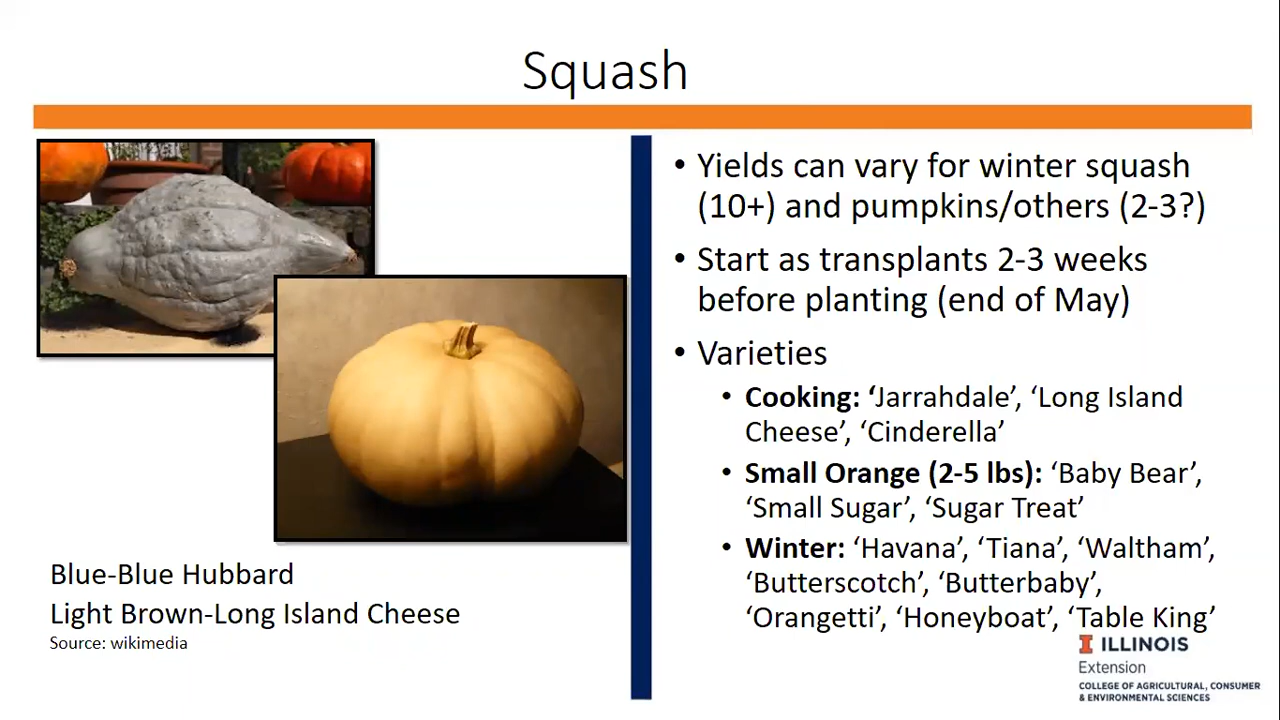 Squash
• Yields can vary for winter squash
(10+) and pumpkins/others (2-3?)
• Start as transplants 2-3 weeks
before planting (end of May)
• Varieties
• Cooking: ‘Jarrahdale’, ‘Long Island
Cheese’, ‘Cinderella’
• Small Orange (2-5 lbs): ‘Baby Bear’,
‘Small Sugar’, ‘Sugar Treat’
• Winter: ‘Havana’, ‘Tiana’, ‘Waltham’,
‘Butterscotch’, ‘Butterbaby’,
‘Orangetti’, ‘Honeyboat’, ‘Table King’
Blue-Blue Hubbard
Light Brown-Long Island Cheese
Source: wikimedia
I ILLINOIS
Extension
COLLEGE OF AGRICULTURAL, CONSUMER
& ENVIRONMENTAL SCIENCES